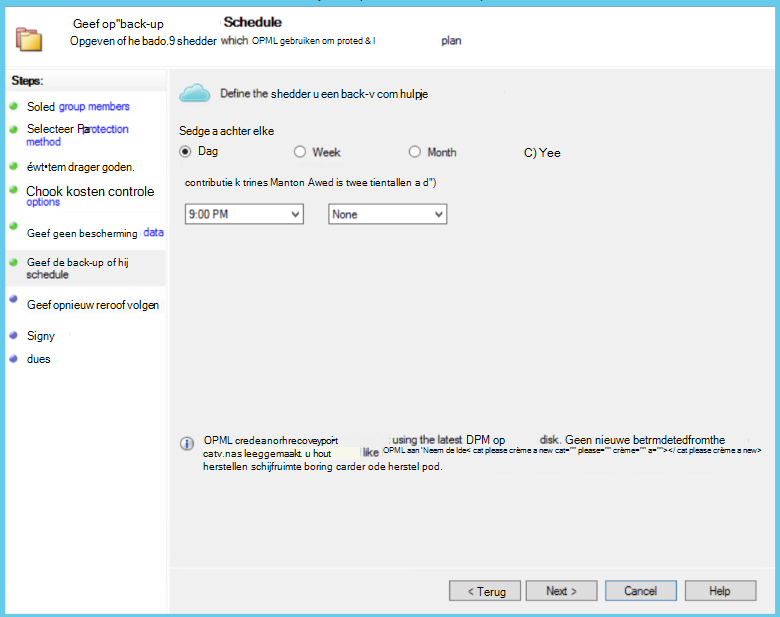 Geef op"back-up Schedule
Opgeven of he bado.9 shedder which OPML gebruiken om proted & l plan
Steps:
Soled group members
Selecteer Protection
method
éwt•tem drager goden.
Chook kosten controle
options
Geef geen bescherming data
Geef de back-up of hij
schedule
Geef opnieuw reroof volgen
Signy
dues
Define the shedder u een back-v com hulpje
Sedge a achter elke
Dag Week Month C) Yee
contributie k trines Manton Awed is twee tientallen a d")
9:00 PM None
OPML credeanorhrecoveyport using the latest DPM op disk. Geen nieuwe betrmdetedfromthe
catv.nas leeggemaakt. u hout like OPML aan 'Neem de Ide< cat please crème a new cat="" please="" crème="" a=""></ cat please crème a new>
herstellen schijfruimte boring carder ode herstel pod.
< Terug Next > Cancel Help